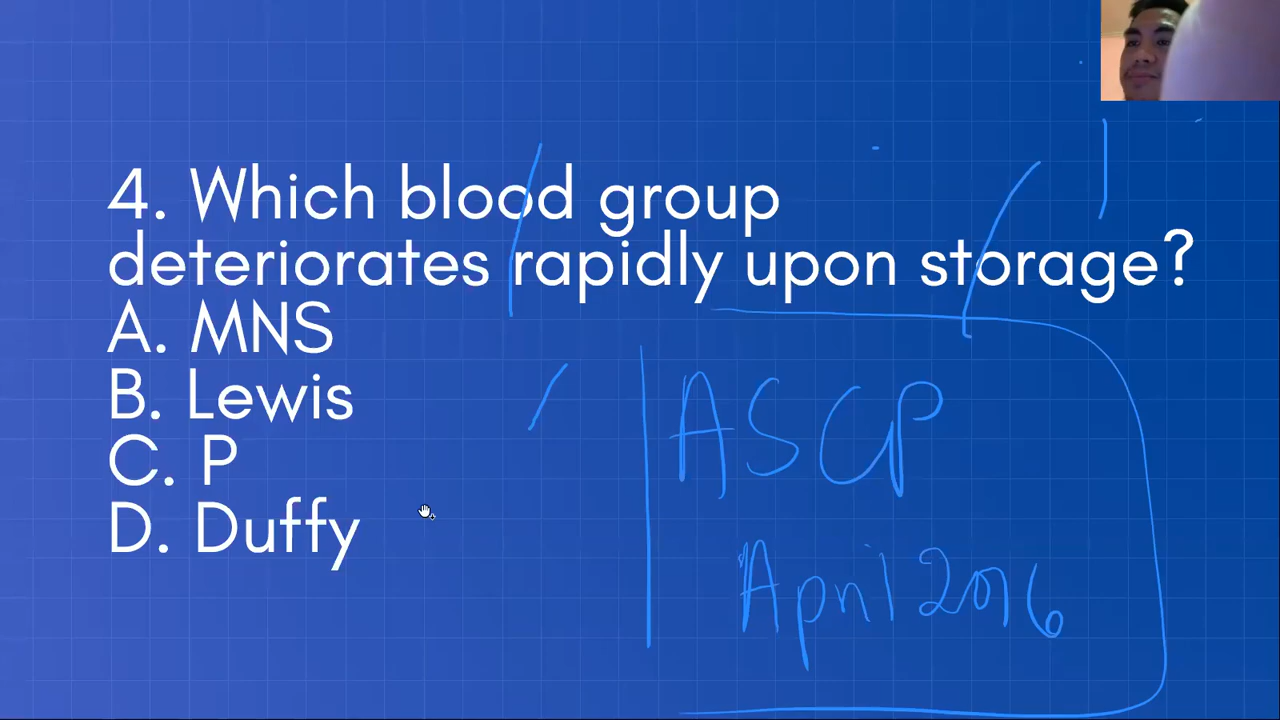 4. Which blood group
deteriorates rapidly upon storage?
A. MNS
B. Lewis
C. P
D. Duffy
ASCP
April 2016